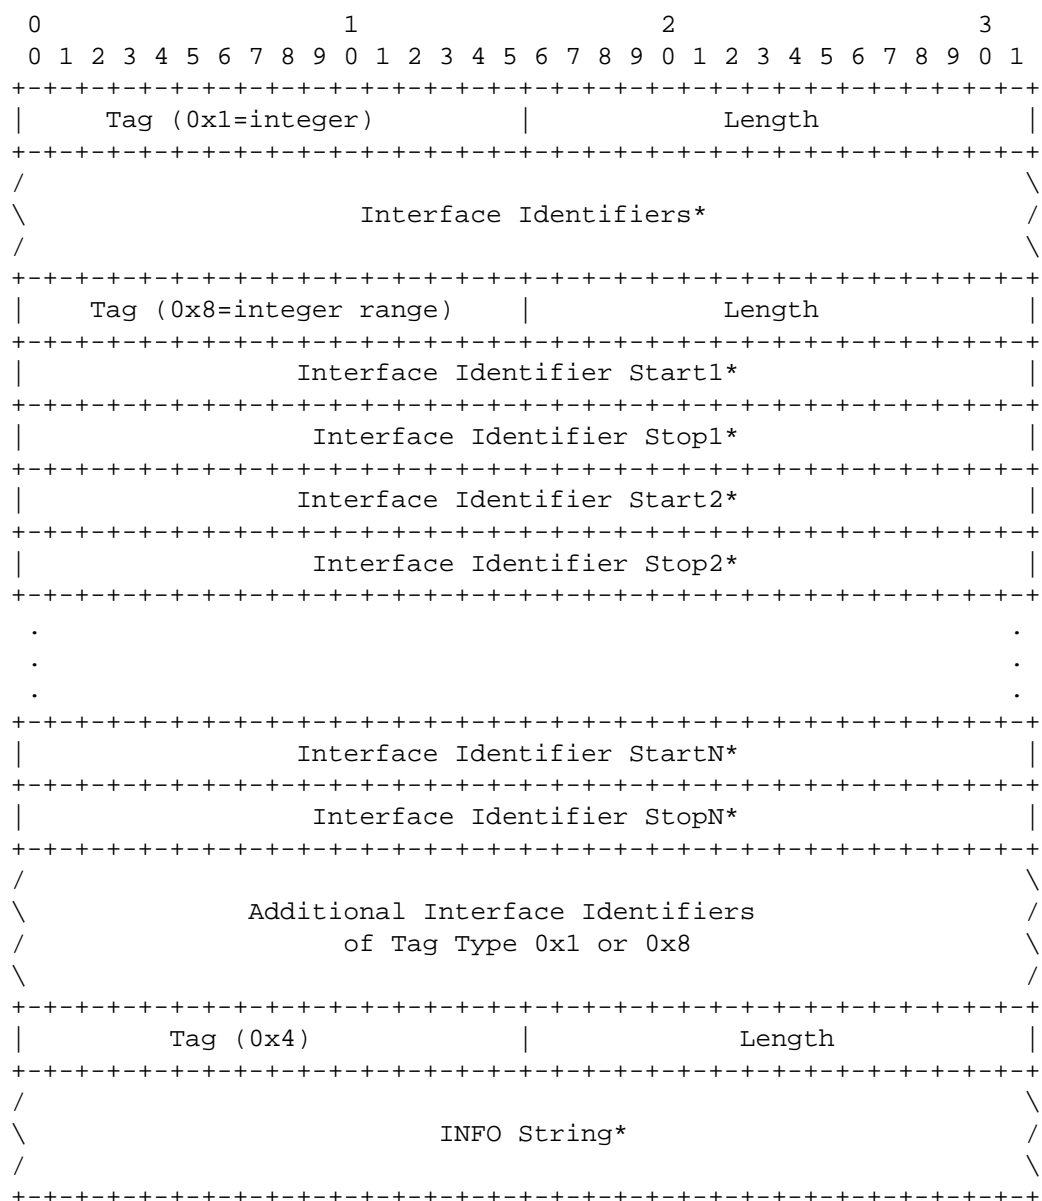 0                   1                   2                   3
 0 1 2 3 4 5 6 7 8 9 0 1 2 3 4 5 6 7 8 9 0 1 2 3 4 5 6 7 8 9 0 1
+-+-+-+-+-+-+-+-+-+-+-+-+-+-+-+-+-+-+-+-+-+-+-+-+-+-+-+-+-+-+-+-+
|     Tag (0x1=integer)         |            Length             |
+-+-+-+-+-+-+-+-+-+-+-+-+-+-+-+-+-+-+-+-+-+-+-+-+-+-+-+-+-+-+-+-+
/                                                               \
\                     Interface Identifiers*                    /
/                                                               \
+-+-+-+-+-+-+-+-+-+-+-+-+-+-+-+-+-+-+-+-+-+-+-+-+-+-+-+-+-+-+-+-+
|    Tag (0x8=integer range)    |            Length             |
+-+-+-+-+-+-+-+-+-+-+-+-+-+-+-+-+-+-+-+-+-+-+-+-+-+-+-+-+-+-+-+-+
|                 Interface Identifier Start1*                  |
+-+-+-+-+-+-+-+-+-+-+-+-+-+-+-+-+-+-+-+-+-+-+-+-+-+-+-+-+-+-+-+-+
|                  Interface Identifier Stop1*                  |
+-+-+-+-+-+-+-+-+-+-+-+-+-+-+-+-+-+-+-+-+-+-+-+-+-+-+-+-+-+-+-+-+
|                 Interface Identifier Start2*                  |
+-+-+-+-+-+-+-+-+-+-+-+-+-+-+-+-+-+-+-+-+-+-+-+-+-+-+-+-+-+-+-+-+
|                  Interface Identifier Stop2*                  |
+-+-+-+-+-+-+-+-+-+-+-+-+-+-+-+-+-+-+-+-+-+-+-+-+-+-+-+-+-+-+-+-+
 .                                                             .
 .                                                             .
 .                                                             .
+-+-+-+-+-+-+-+-+-+-+-+-+-+-+-+-+-+-+-+-+-+-+-+-+-+-+-+-+-+-+-+-+
|                 Interface Identifier StartN*                  |
+-+-+-+-+-+-+-+-+-+-+-+-+-+-+-+-+-+-+-+-+-+-+-+-+-+-+-+-+-+-+-+-+
|                  Interface Identifier StopN*                  |
+-+-+-+-+-+-+-+-+-+-+-+-+-+-+-+-+-+-+-+-+-+-+-+-+-+-+-+-+-+-+-+-+
/                                                               \
\              Additional Interface Identifiers                 /
/                    of Tag Type 0x1 or 0x8                     \
\                                                               /
+-+-+-+-+-+-+-+-+-+-+-+-+-+-+-+-+-+-+-+-+-+-+-+-+-+-+-+-+-+-+-+-+
|         Tag (0x4)             |             Length            |
+-+-+-+-+-+-+-+-+-+-+-+-+-+-+-+-+-+-+-+-+-+-+-+-+-+-+-+-+-+-+-+-+
/                                                               \
\                          INFO String*                         /
/                                                               \
+-+-+-+-+-+-+-+-+-+-+-+-+-+-+-+-+-+-+-+-+-+-+-+-+-+-+-+-+-+-+-+-+